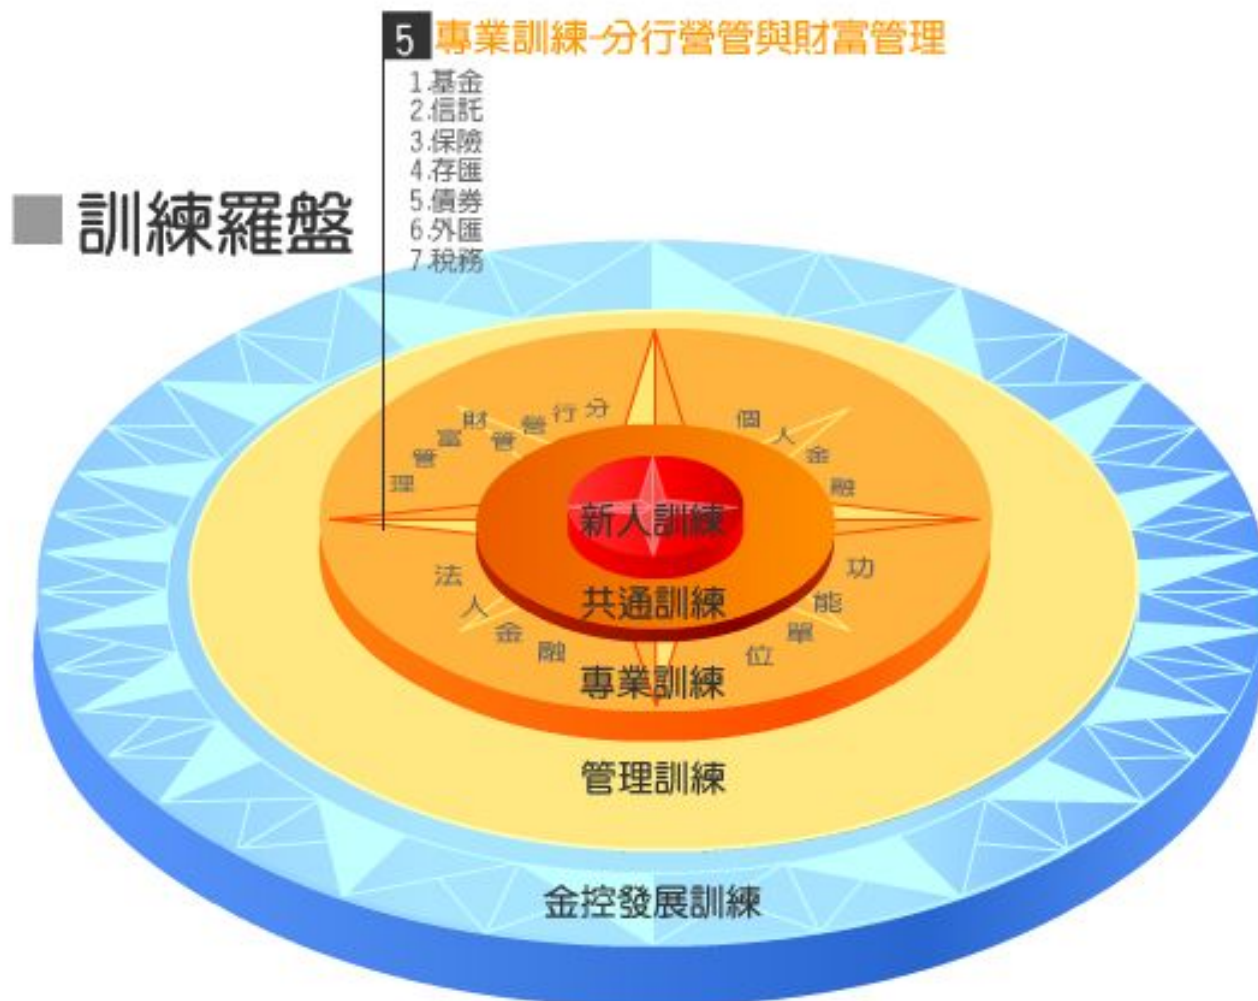 5 專業訓練-分行營管與財富管理
1.基金
2.信託
3.保險
4.存匯
5.債券
6.外匯
7.稅務
訓練羅盤
分行營管財富管理
個人金融
新人訓練
法人金融
功能單位
共通訓練
專業訓練
管理訓練
金控發展訓練